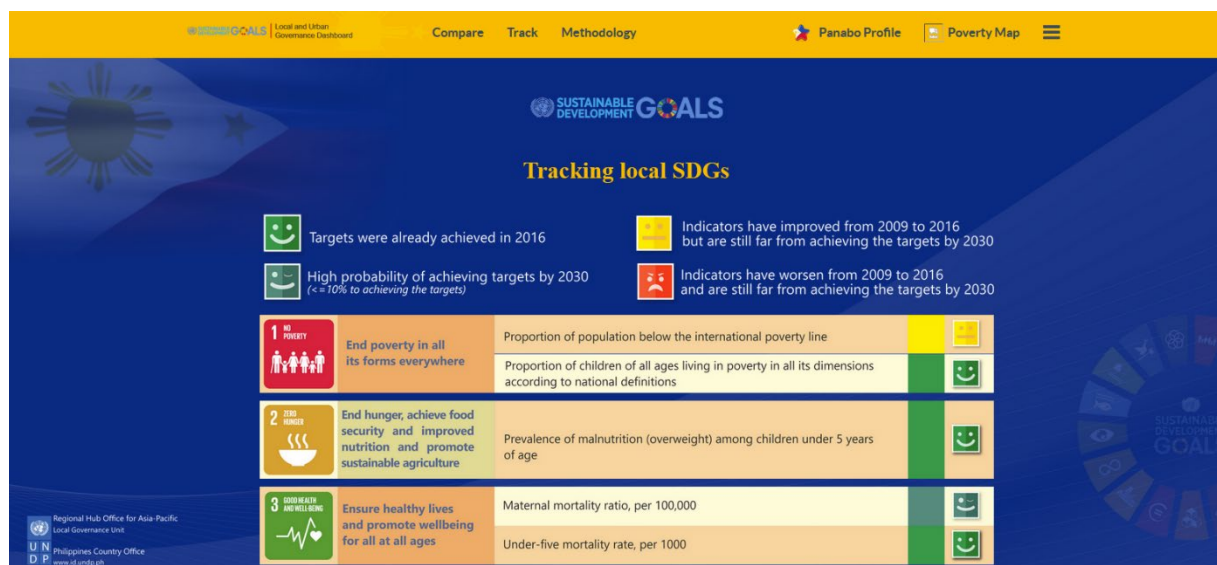 SUSTAINABLE DEVELOPMENT GOALS
Local and Urban
Governance Dashboard
Compare
Track
Methodology
Panabo Profile
Poverty Map
SUSTAINABLE
DEVELOPMENT
GOALS
Tracking local SDGs
Targets were already achieved in 2016
Indicators have improved from 2009 to 2016
but are still far from achieving the targets by 2030
High probability of achieving targets by 2030
(<=10% to achieving the targets)
Indicators have worsen from 2009 to 2016
and are still far from achieving the targets by 2030
1 NO
POVERTY
End poverty in all
its forms everywhere
Proportion of population below the international poverty line
Proportion of children of all ages living in poverty in all its dimensions
according to national definitions
2 ZERO
HUNGER
End hunger, achieve food
security and improved
nutrition and promote
sustainable agriculture
Prevalence of malnutrition (overweight) among children under 5 years
of age
3 GOOD HEALTH
AND WELL-BEING
Ensure healthy lives
and promote wellbeing
for all at all ages
Maternal mortality ratio, per 100,000
Under-five mortality rate, per 1000
SUSTAINABLE
DEVELOPMENT
GOAL
U N
D P
Regional Hub Office for Asia-Pacific
Local Governance Unit
Philippines Country Office